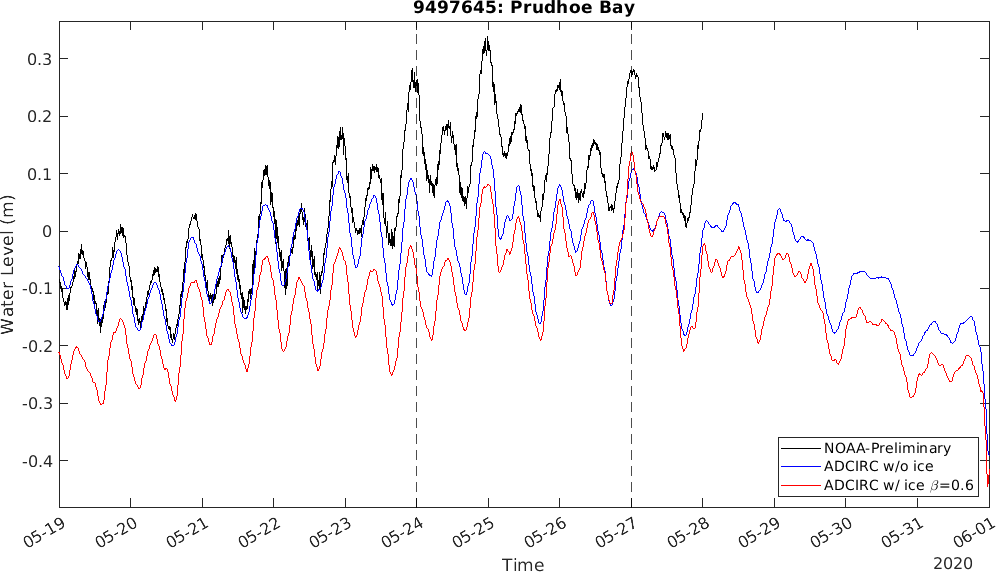 9497645: Prudhoe Bay
Water Level (m)
0.3
0.2
0.1
0
-0.1
-0.2
-0.3
-0.4
NOAA-Preliminary
ADCIRC w/o ice
ADCIRC w/ ice β=0.6
05-19 05-20 05-21 05-22 05-23 05-24 05-25 05-26 05-27 05-28 05-29 05-30 05-31 06-01
Time
2020